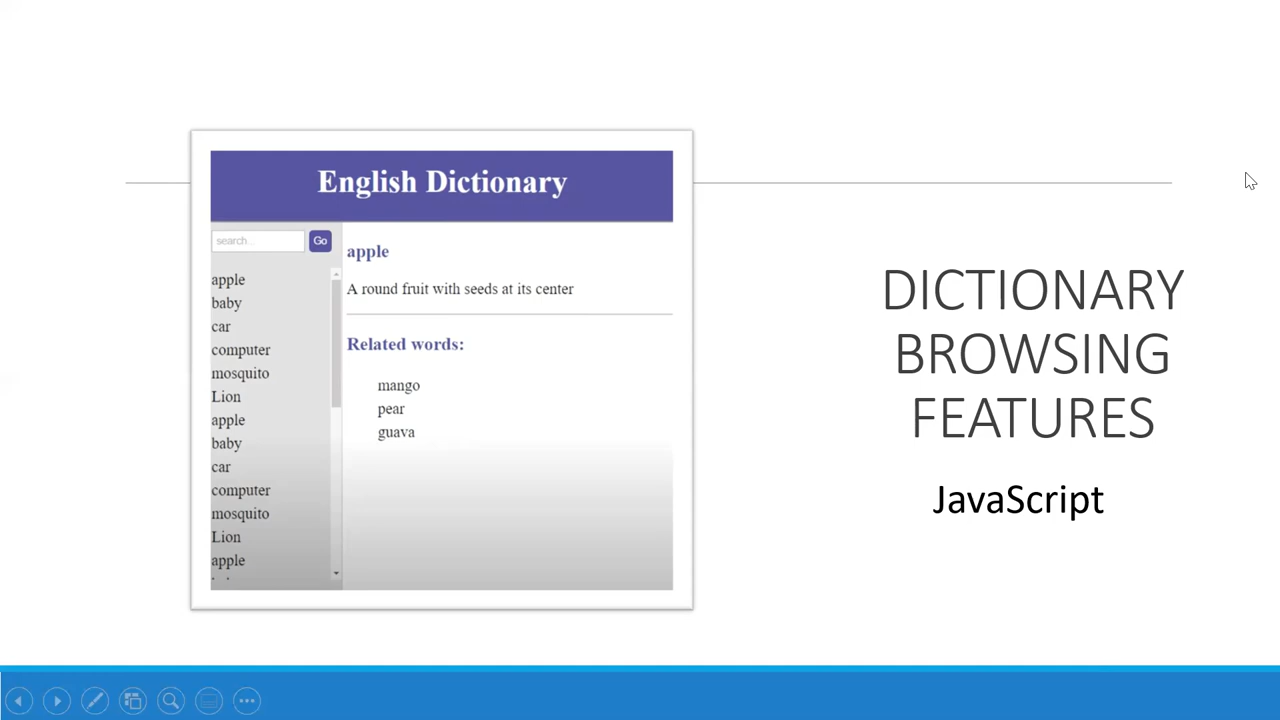 English Dictionary
search...
Go
apple
baby
car
computer
mosquito
Lion
apple
baby
car
computer
mosquito
Lion
apple
apple
A round fruit with seeds at its center
Related words:
mango
pear
guava
DICTIONARY
BROWSING
FEATURES
JavaScript